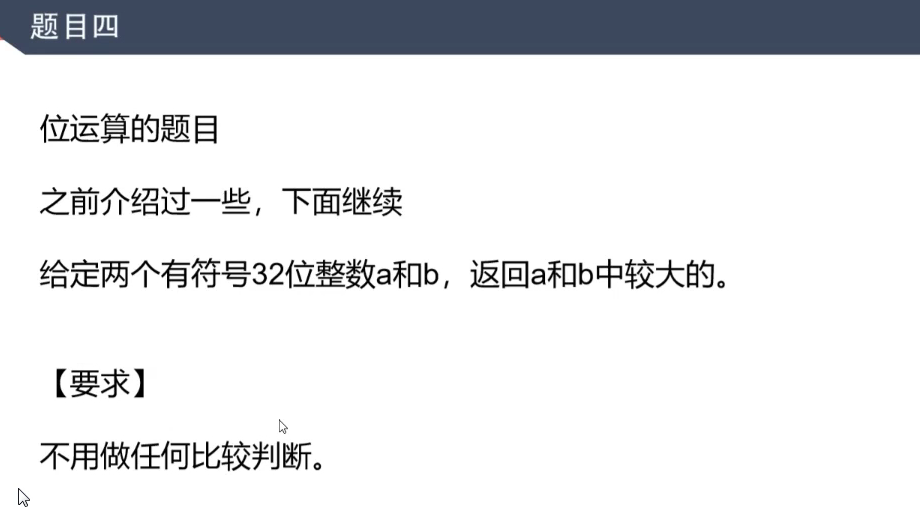 题目四
位运算的题目
之前介绍过一些，下面继续
给定两个有符号32位整数a和b，返回a和b中较大的。
【要求】
不用做任何比较判断。